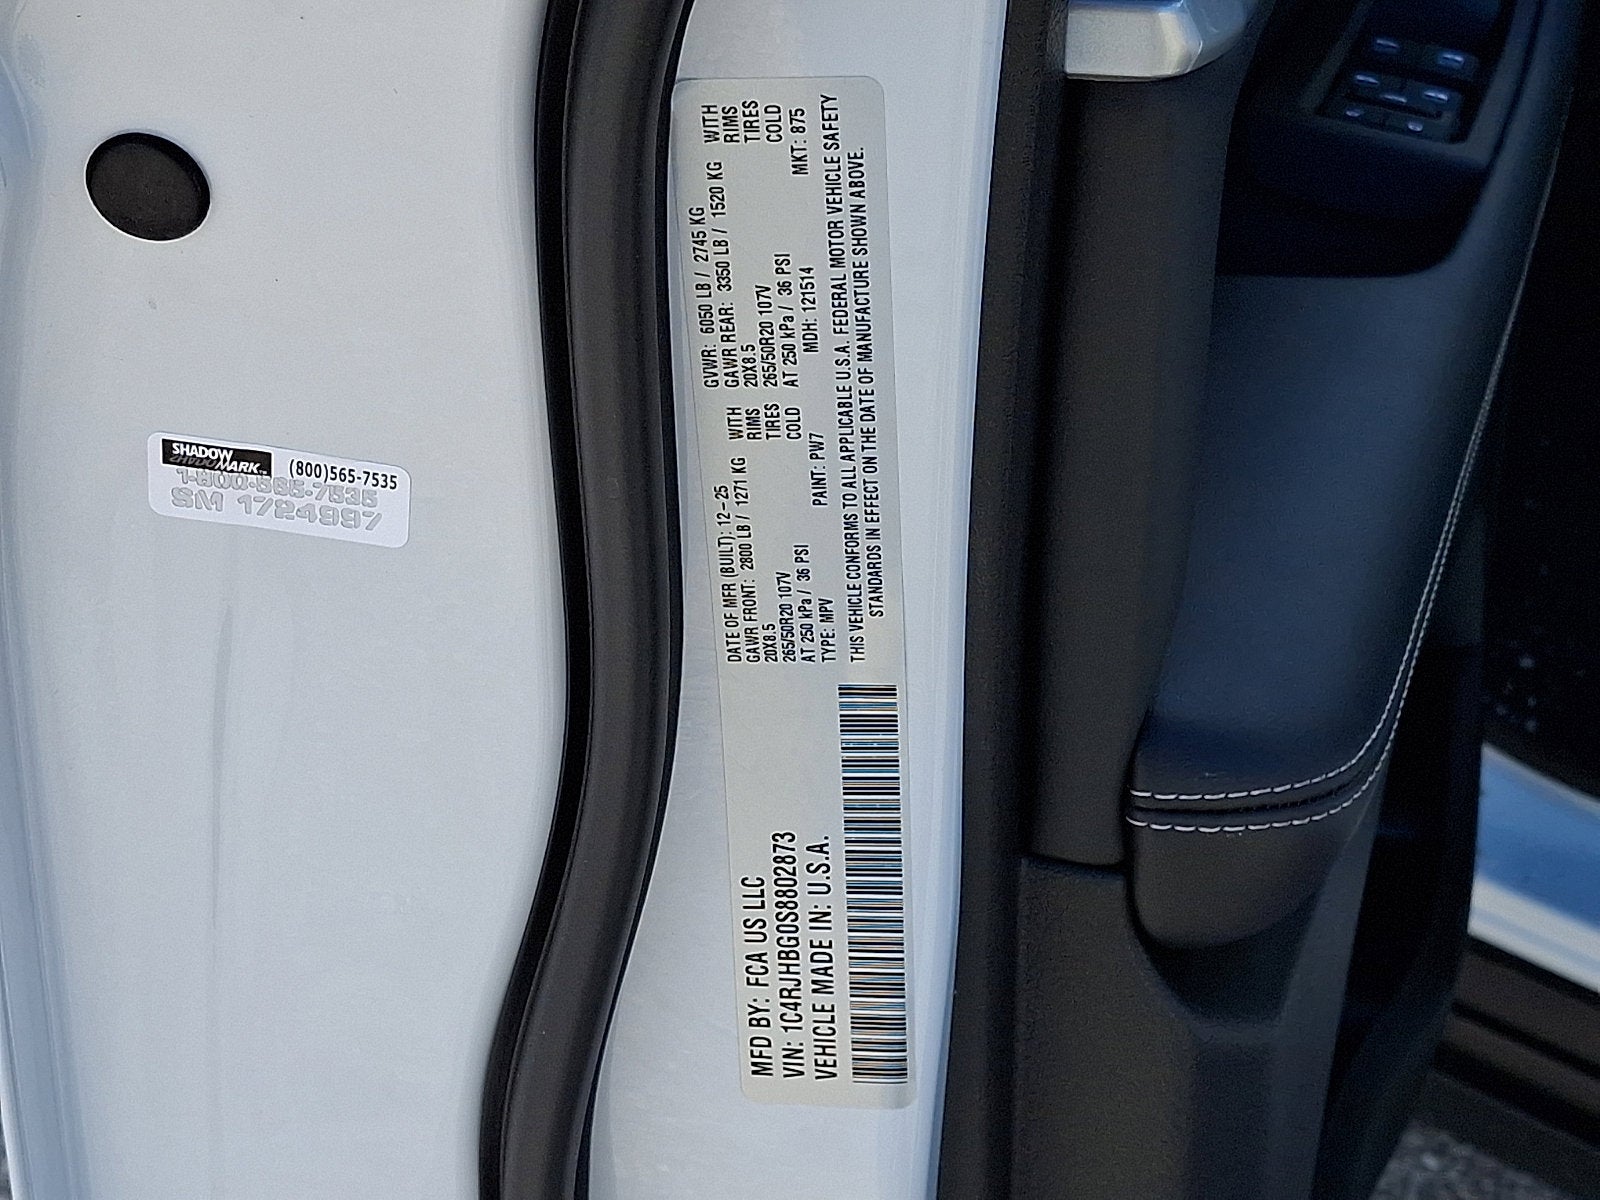 SHADOW
MARK™ (800)565-7535
1-800-565-7535
SM 1724997
MFD BY: FCA US LLC
VIN: 1C4RJHBG0S8802873
VEHICLE MADE IN: U.S.A.
DATE OF MFR (BUILT): 12-25 GVWR: 6050 LB / 2745 KG
GAWR FRONT: 2800 LB / 1271 KG WITH GAWR REAR: 3350 LB / 1520 KG WITH
20X8.5 RIMS 20X8.5 RIMS
265/50R20 107V TIRES 265/50R20 107V TIRES
AT 250 kPa / 36 PSI COLD AT 250 kPa / 36 PSI COLD
TYPE: MPV PAINT: PW7 MDH: 121514 MKT: 875
THIS VEHICLE CONFORMS TO ALL APPLICABLE U.S.A. FEDERAL MOTOR VEHICLE SAFETY
STANDARDS IN EFFECT ON THE DATE OF MANUFACTURE SHOWN ABOVE.